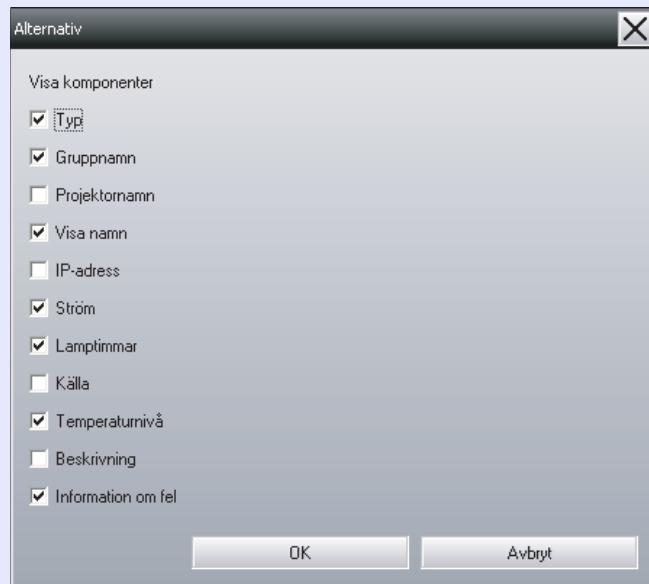 Alternativ
Visa komponenter
Typ
Gruppnamn
Projektornamn
Visa namn
IP-adress
Ström
Lamptimmar
Källa
Temperaturnivå
Beskrivning
Information om fel
OK
Avbryt